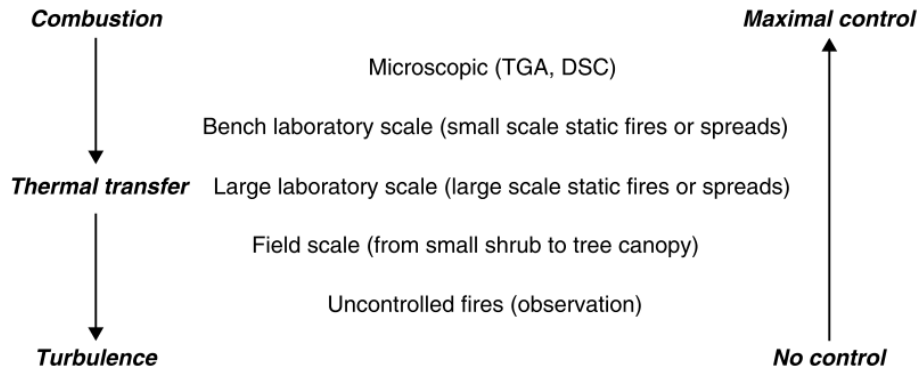 Combustion
Maximal control
Microscopic (TGA, DSC)
Bench laboratory scale (small scale static fires or spreads)
Thermal transfer
Large laboratory scale (large scale static fires or spreads)
Field scale (from small shrub to tree canopy)
Uncontrolled fires (observation)
Turbulence
No control